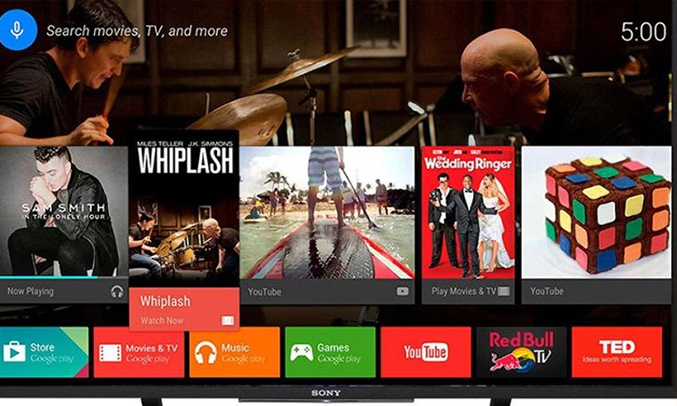 Search movies, TV, and more
5:00
SAM SMITH
IN THE LONELY HOUR
Now Playing
MILES TELLER J.K. SIMMONS
WHIPLASH
Whiplash
Watch Now
YouTube
The
Wedding Ringer
Play Movies & TV
YouTube
Store
Google play
Movies & TV
Google play
Music
Google play
Games
Google play
YouTube
Red Bull
TV
TED
Ideas worth spreading
SONY